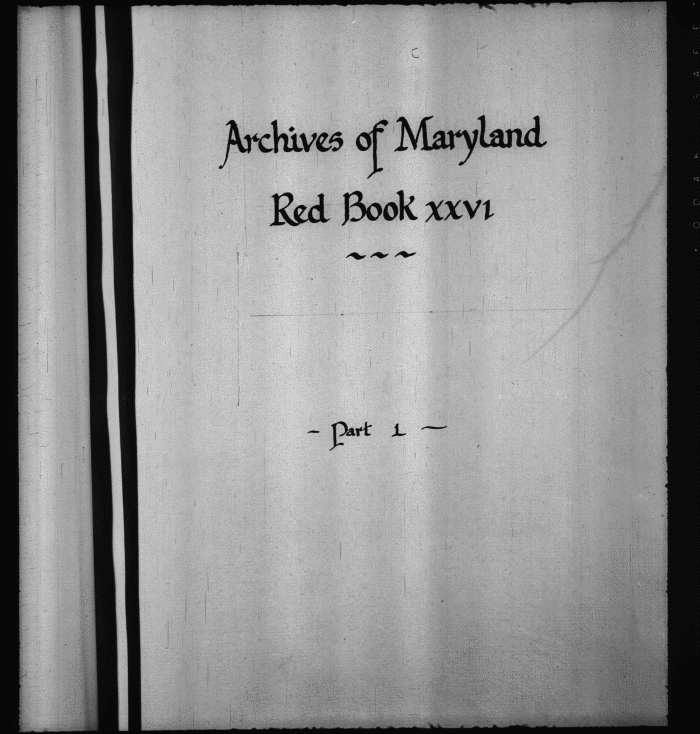 Archives of Maryland
Red Book XXVI
~~~
- Part 1 -